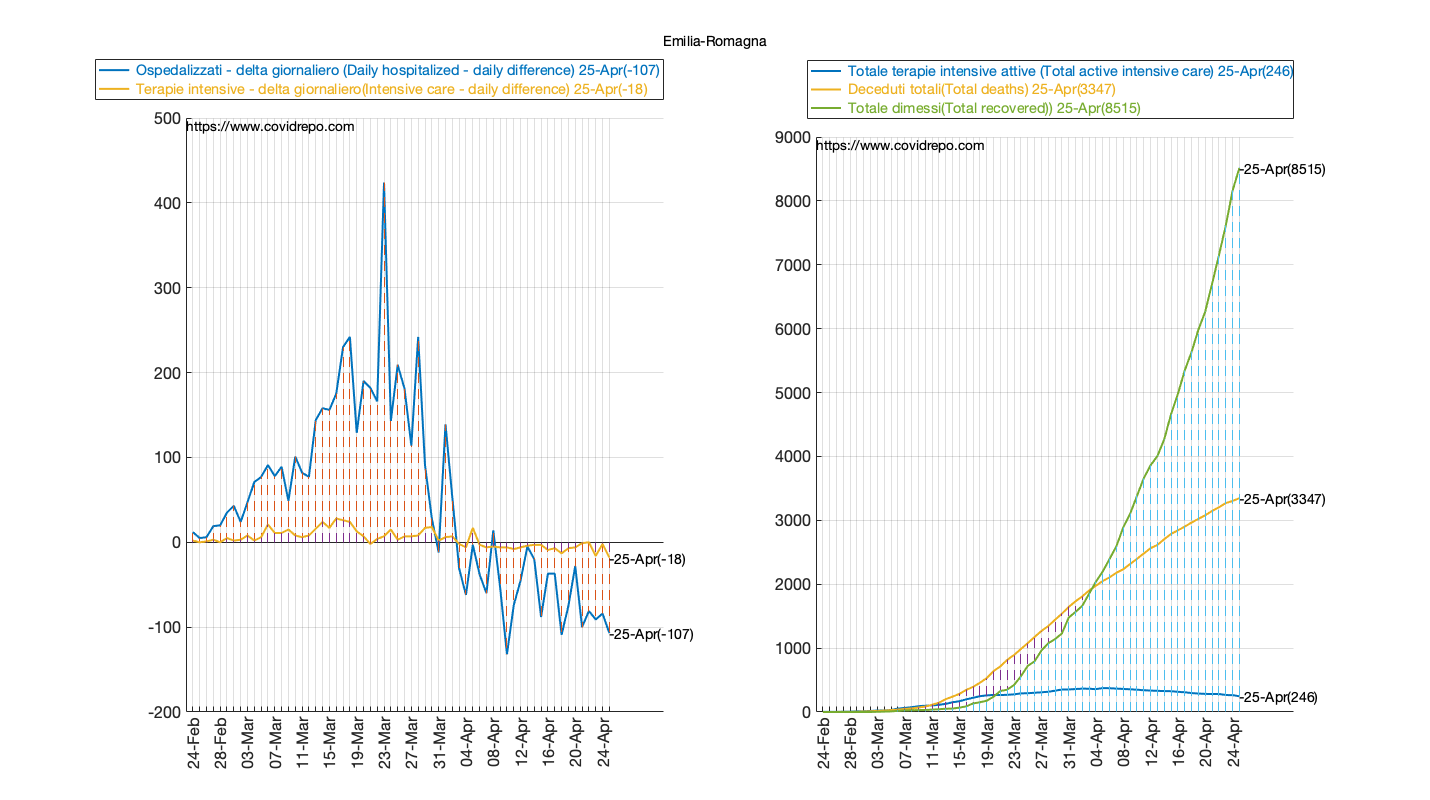 Emilia-Romagna
Ospedalizzati - delta giornaliero (Daily hospitalized - daily difference) 25-Apr(-107)
Terapie intensive - delta giornaliero(Intensive care - daily difference) 25-Apr(-18)
https://www.covidrepo.com
500
400
300
200
100
0
-100
-200
25-Apr(-18)
25-Apr(-107)
24-Feb
28-Feb
03-Mar
07-Mar
11-Mar
15-Mar
19-Mar
23-Mar
27-Mar
31-Mar
04-Apr
08-Apr
12-Apr
16-Apr
20-Apr
24-Apr
Totale terapie intensive attive (Total active intensive care) 25-Apr(246)
Deceduti totali(Total deaths) 25-Apr(3347)
Totale dimessi(Total recovered)) 25-Apr(8515)
https://www.covidrepo.com
9000
8000
7000
6000
5000
4000
3000
2000
1000
0
25-Apr(8515)
25-Apr(3347)
25-Apr(246)
24-Feb
28-Feb
03-Mar
07-Mar
11-Mar
15-Mar
19-Mar
23-Mar
27-Mar
31-Mar
04-Apr
08-Apr
12-Apr
16-Apr
20-Apr
24-Apr